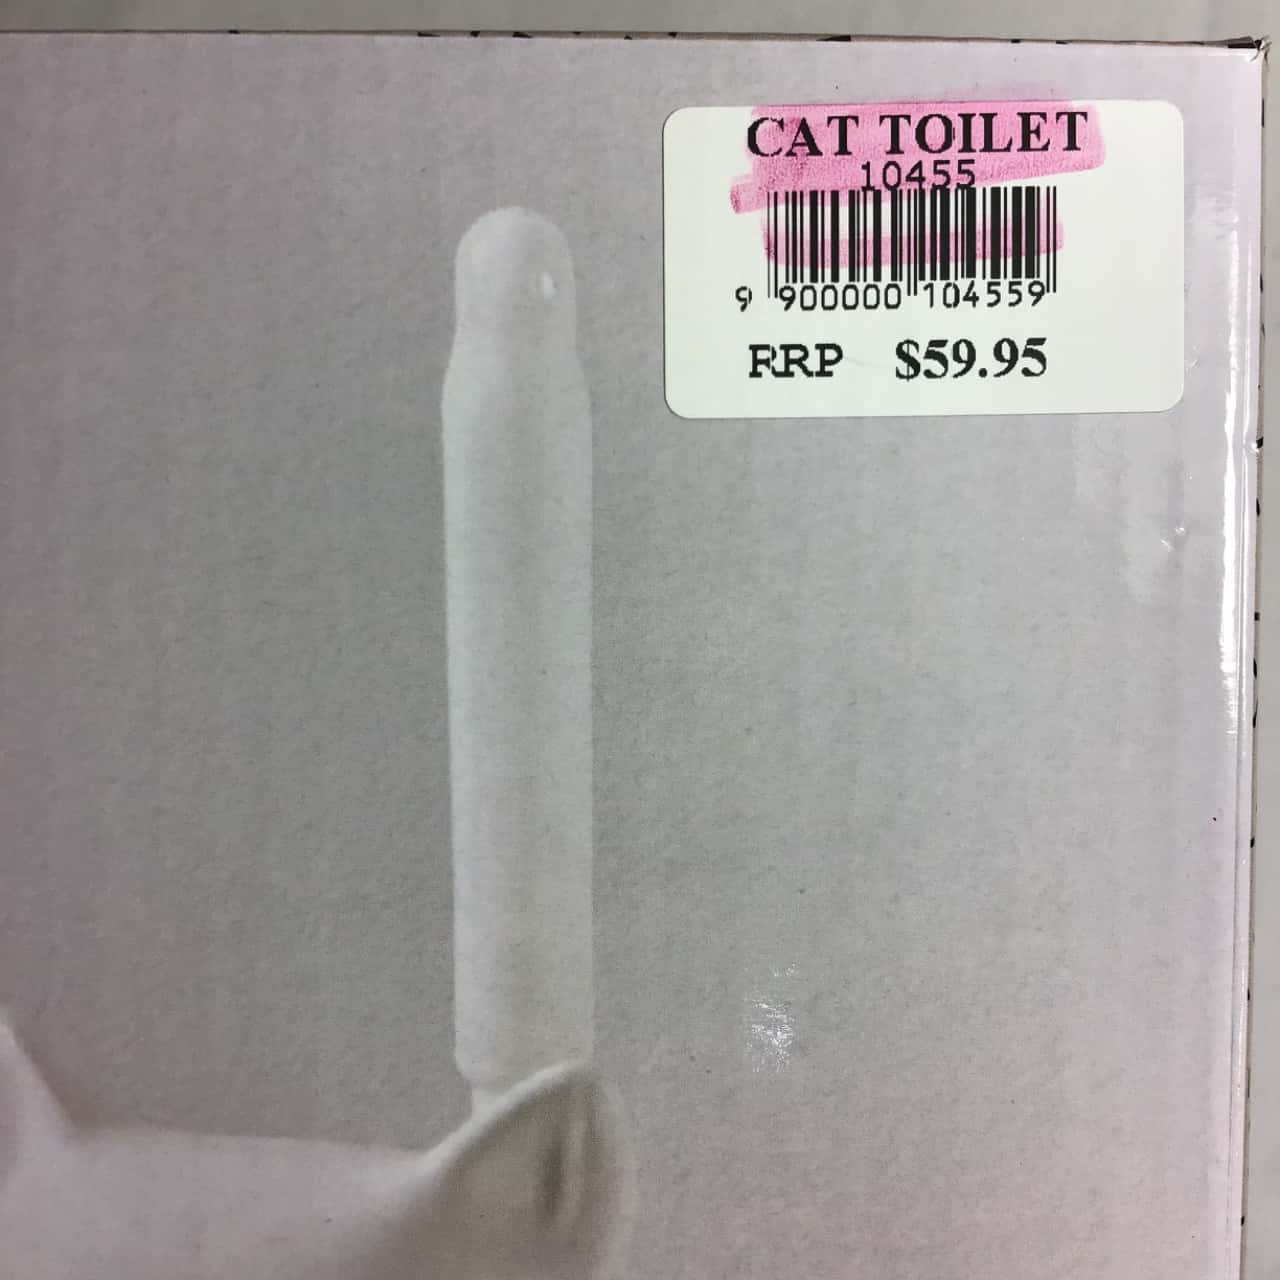 CAT TOILET
10455
9 900000 104559
RRP $59.95